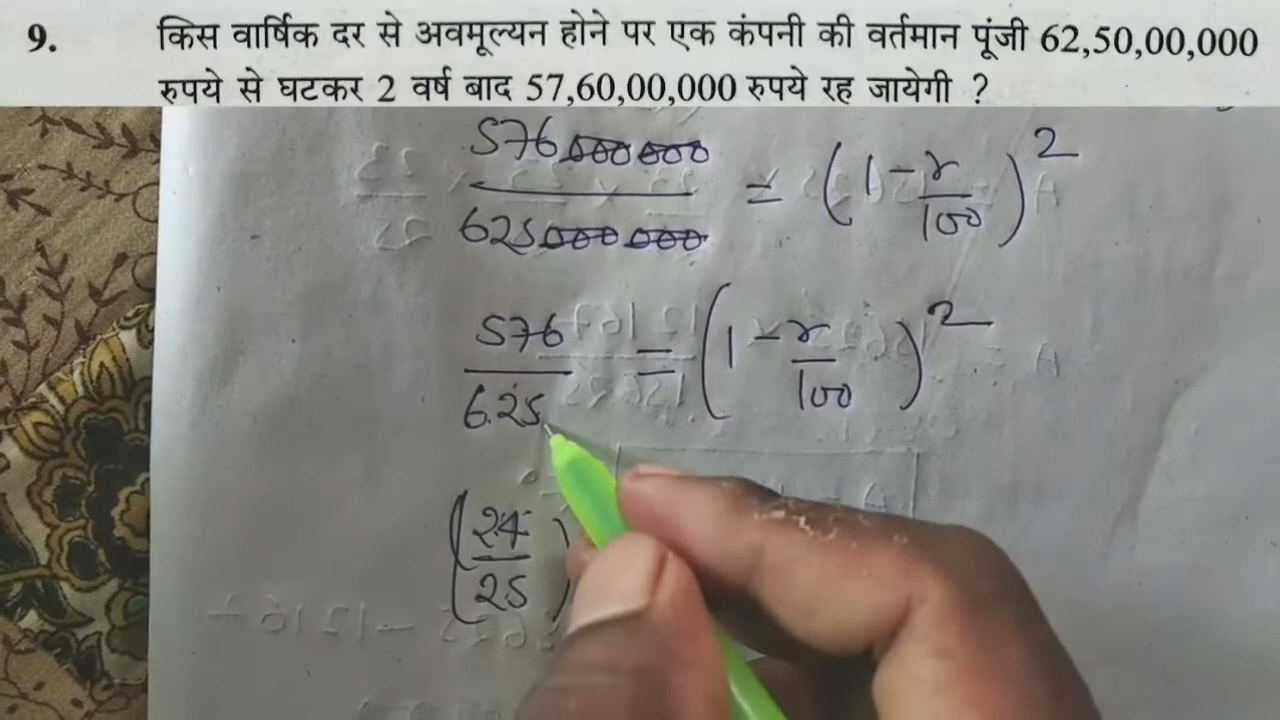 9. किस वार्षिक दर से अवमूल्यन होने पर एक कंपनी की वर्तमान पूंजी 62,50,00,000
रुपये से घटकर 2 वर्ष बाद 57,60,00,000 रुपये रह जायेगी ?
576000000 / 625000000 = (1 - r/100)^2
576/625 = (1 - r/100)^2
(24/25)